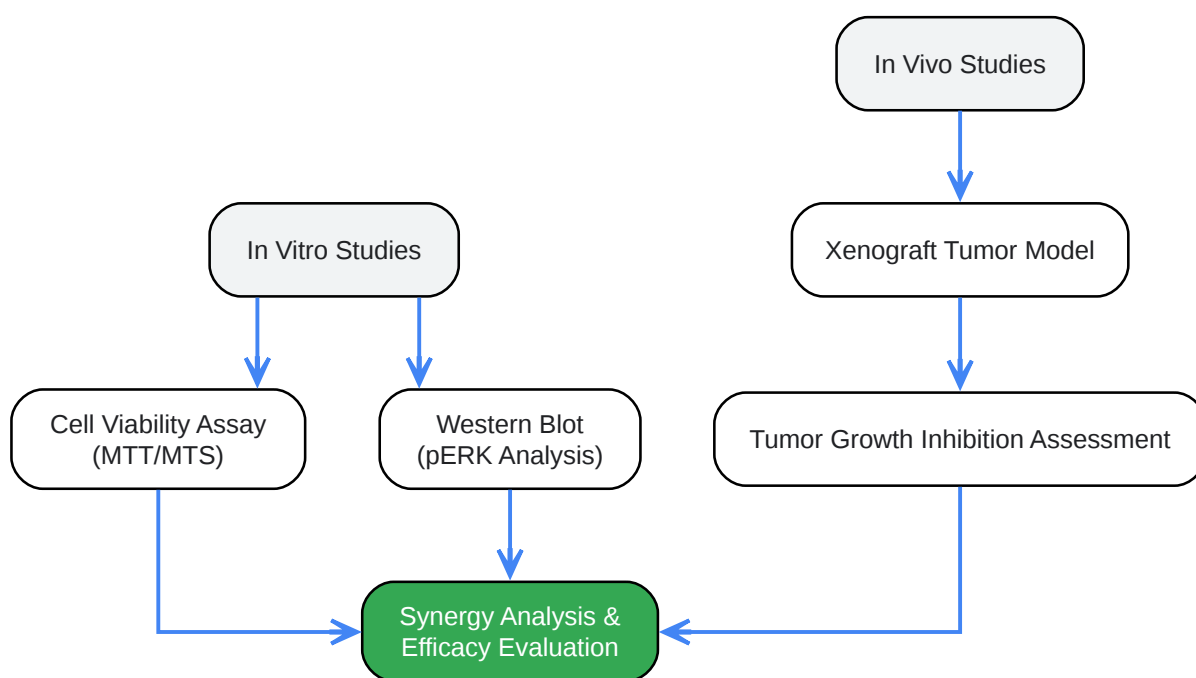 In Vivo Studies
In Vitro Studies
Xenograft Tumor Model
Cell Viability Assay
(MTT/MTS)
Western Blot
(pERK Analysis)
Tumor Growth Inhibition Assessment
Synergy Analysis &
Efficacy Evaluation